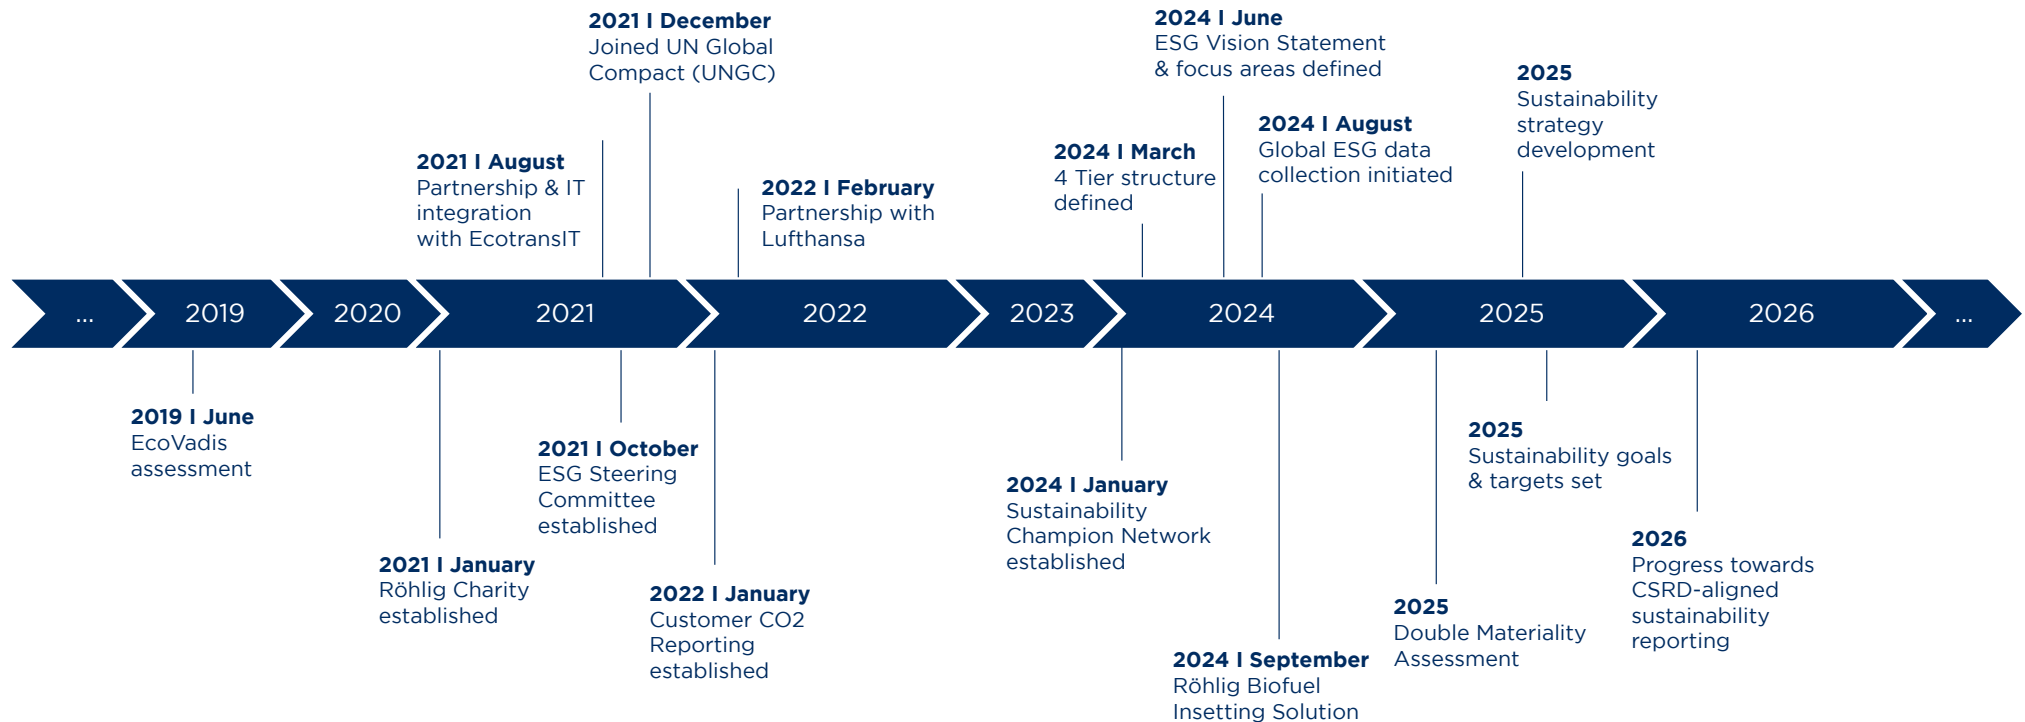 2021 I December
Joined UN Global
Compact (UNGC)
2024 I June
ESG Vision Statement
& focus areas defined
2025
Sustainability
strategy
development
2024 I August
Global ESG data
collection initiated
2024 I March
4 Tier structure
defined
2021 I August
Partnership & IT
integration
with EcotransIT
2022 I February
Partnership with
Lufthansa
...
2019
2020
2021
2022
2023
2024
2025
2026
...
2019 I June
EcoVadis
assessment
2021 I January
Röhlig Charity
established
2021 I October
ESG Steering
Committee
established
2022 I January
Customer CO2
Reporting
established
2024 I January
Sustainability
Champion Network
established
2024 I September
Röhlig Biofuel
Insetting Solution
2025
Double Materiality
Assessment
2025
Sustainability goals
& targets set
2026
Progress towards
CSRD-aligned
sustainability
reporting